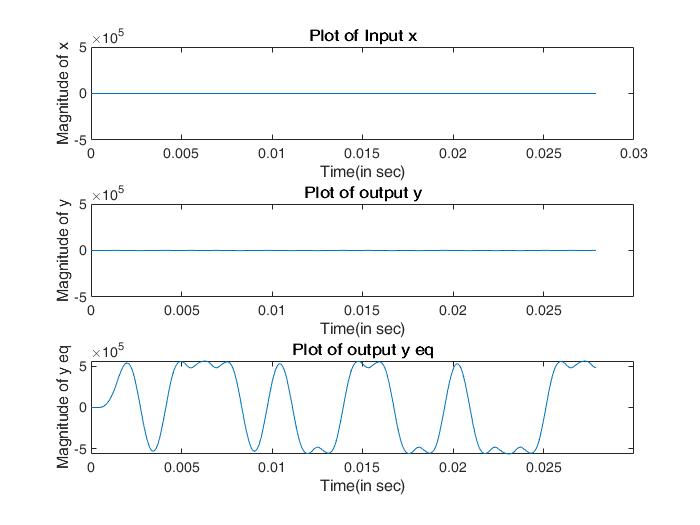 Plot of Input x
×10^5
5
0
-5
Magnitude of x
0 0.005 0.01 0.015 0.02 0.025 0.03
Time(in sec)
Plot of output y
×10^5
5
0
-5
Magnitude of y
0 0.005 0.01 0.015 0.02 0.025
Time(in sec)
Plot of output y eq
×10^5
5
0
-5
Magnitude of y eq
0 0.005 0.01 0.015 0.02 0.025
Time(in sec)